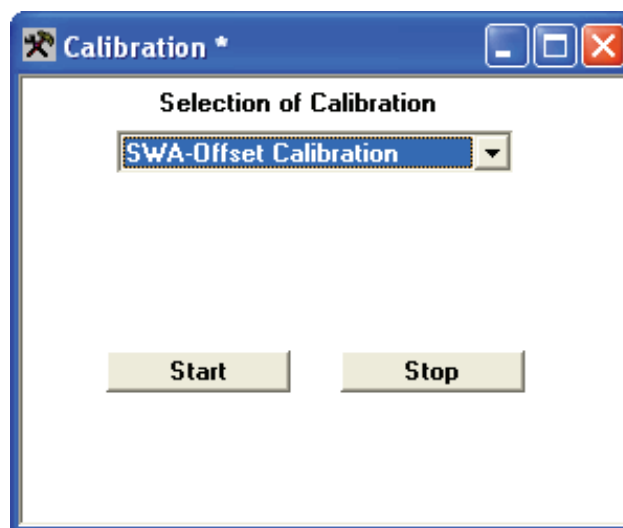 Calibration *
Selection of Calibration
SWA-Offset Calibration
Start Stop